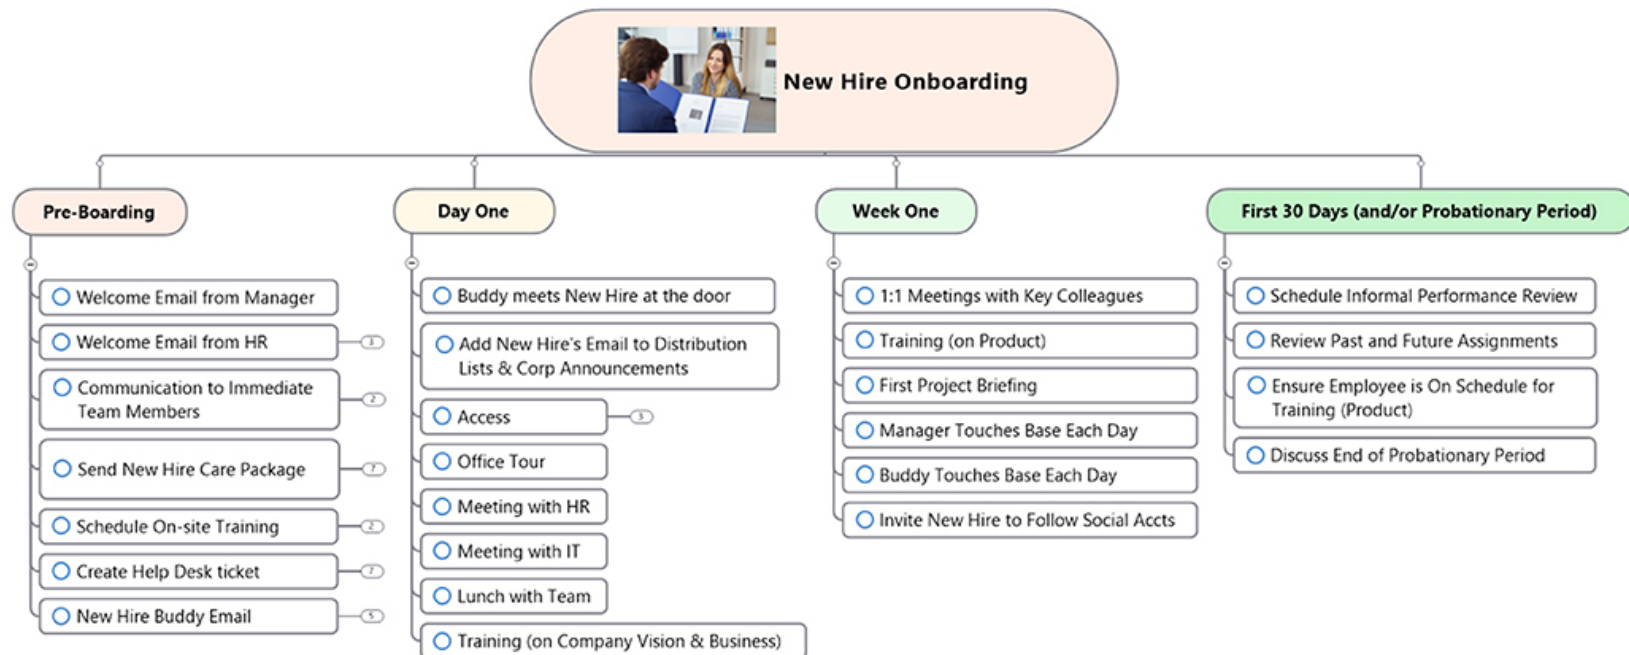 New Hire Onboarding
Pre-Boarding
Welcome Email from Manager
Welcome Email from HR
3
Communication to Immediate
Team Members
2
Send New Hire Care Package
7
Schedule On-site Training
2
Create Help Desk ticket
7
New Hire Buddy Email
5
Day One
Buddy meets New Hire at the door
Add New Hire's Email to Distribution
Lists & Corp Announcements
Access
Office Tour
Meeting with HR
Meeting with IT
Lunch with Team
Training (on Company Vision & Business)
Week One
1:1 Meetings with Key Colleagues
Training (on Product)
First Project Briefing
Manager Touches Base Each Day
Buddy Touches Base Each Day
Invite New Hire to Follow Social Accts
First 30 Days (and/or Probationary Period)
Schedule Informal Performance Review
Review Past and Future Assignments
Ensure Employee is On Schedule for
Training (Product)
Discuss End of Probationary Period